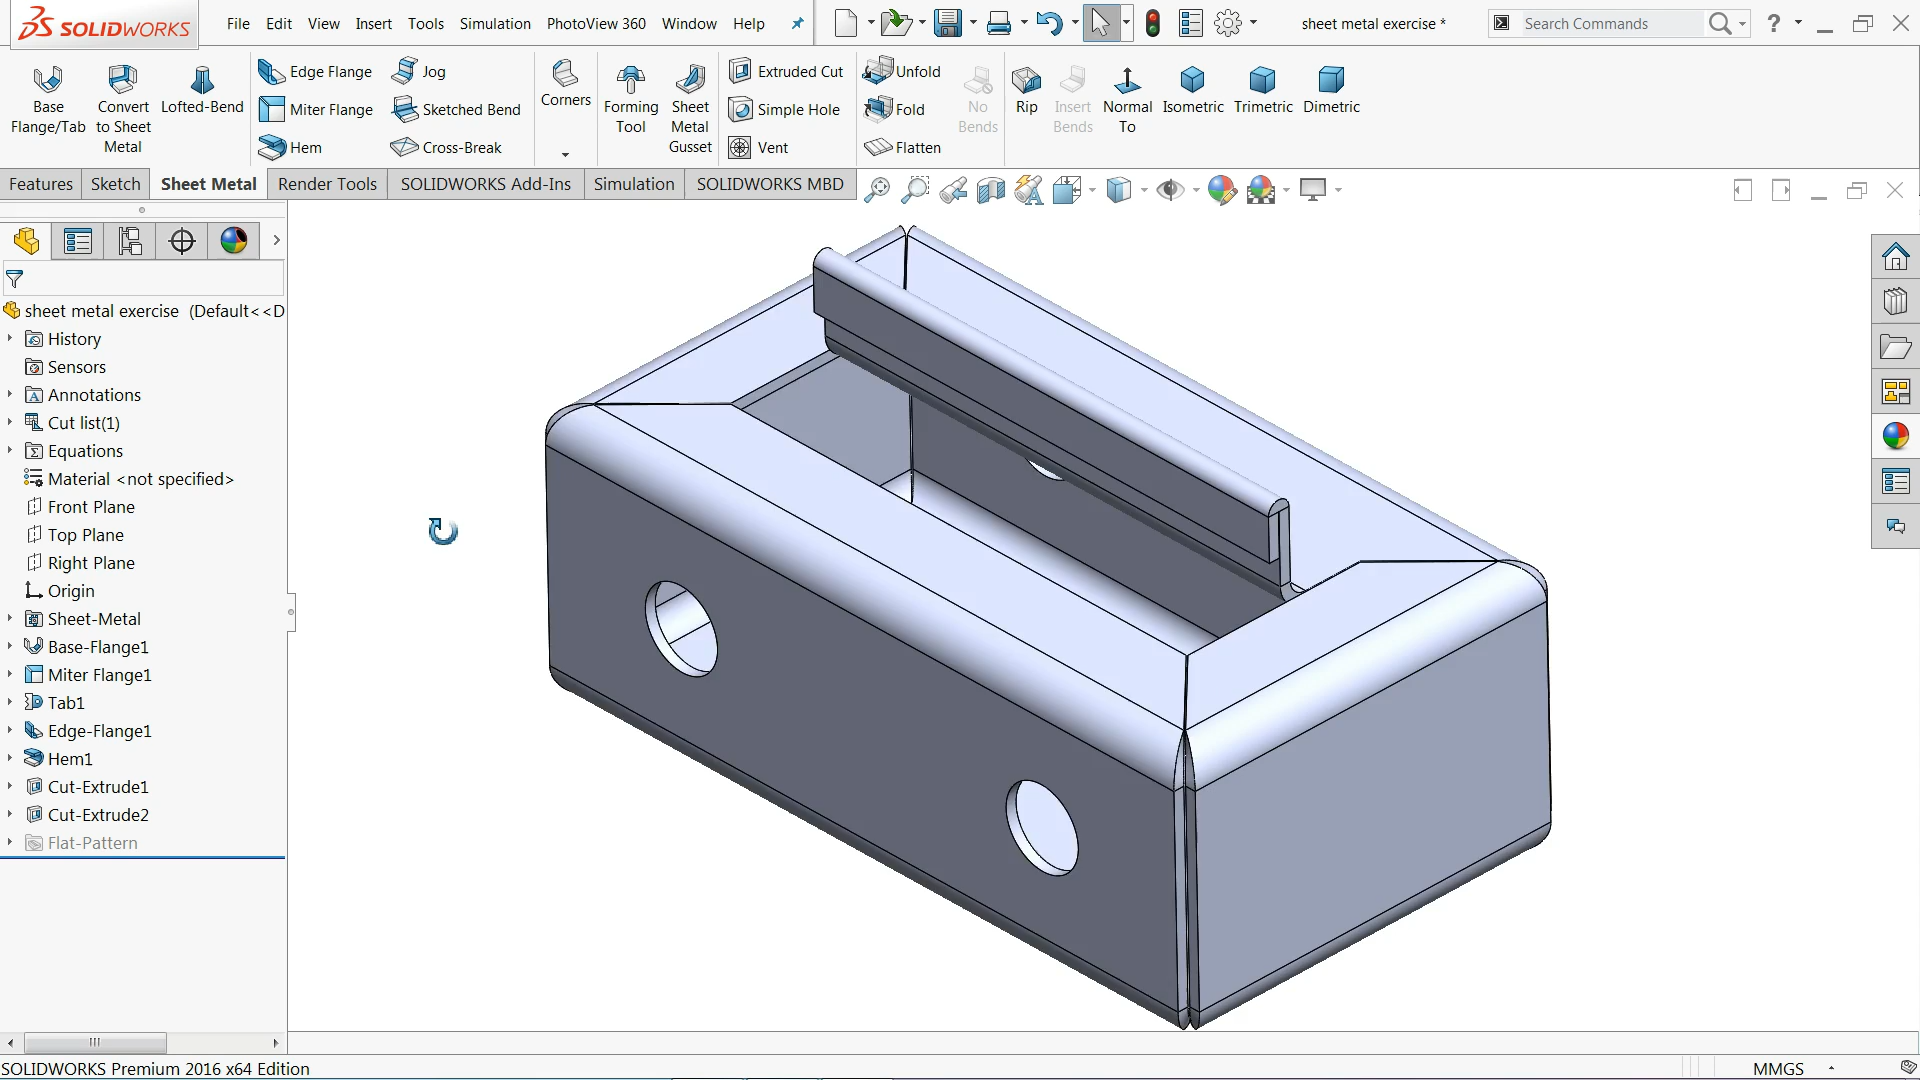 SOLIDWORKS File Edit View Insert Tools Simulation PhotoView 360 Window Help sheet metal exercise * Search Commands ?
Base Flange/Tab
Convert to Sheet Metal
Lofted-Bend
Edge Flange
Miter Flange
Hem
Jog
Sketched Bend
Cross-Break
Corners
Forming Tool
Sheet Metal Gusset
Extruded Cut
Simple Hole
Vent
Unfold
Fold
Flatten
No Bends
Rip
Insert Bends
Normal To
Isometric
Trimetric
Dimetric
Features Sketch Sheet Metal Render Tools SOLIDWORKS Add-Ins Simulation SOLIDWORKS MBD
sheet metal exercise (Default<<D
History
Sensors
Annotations
Cut list(1)
Equations
Material <not specified>
Front Plane
Top Plane
Right Plane
Origin
Sheet-Metal
Base-Flange1
Miter Flange1
Tab1
Edge-Flange1
Hem1
Cut-Extrude1
Cut-Extrude2
Flat-Pattern
SOLIDWORKS Premium 2016 x64 Edition MMGS